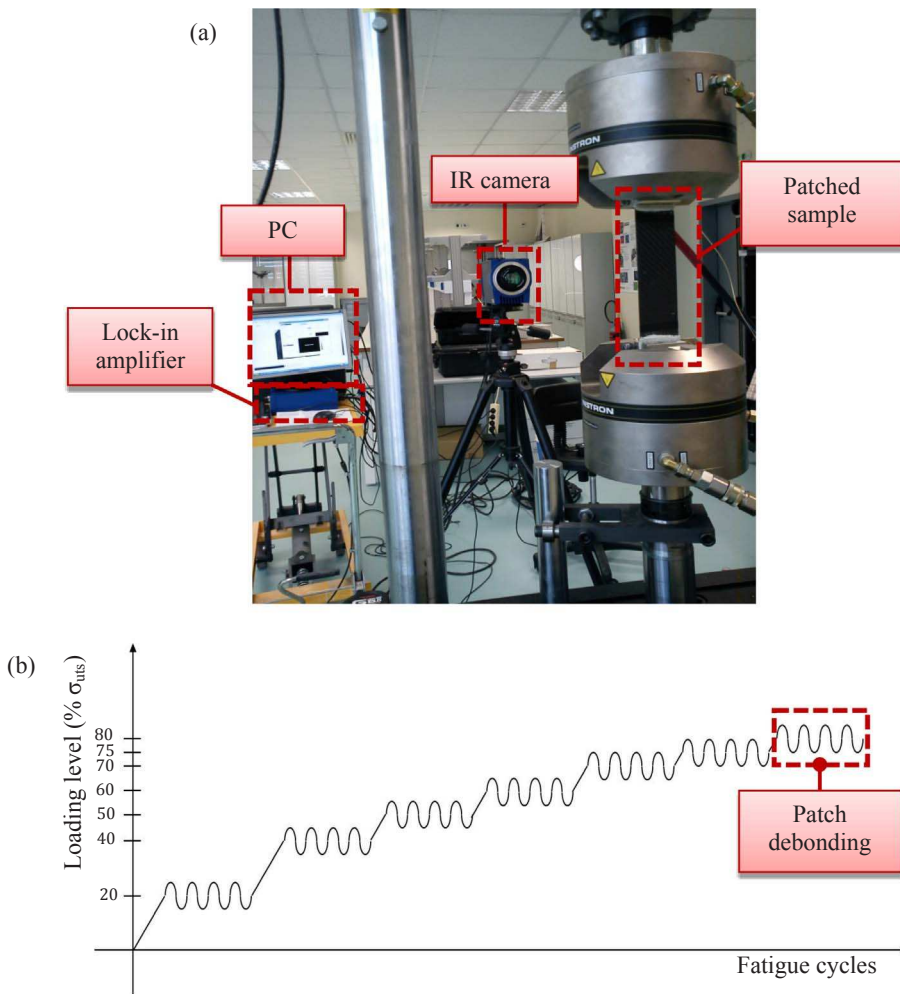 (a)
IR camera
Patched
sample
PC
Lock-in
amplifier
INSTRON
INSTRON
(b)
Loading level (% σuts)
80
75
70
60
50
40
20
Patch
debonding
Fatigue cycles